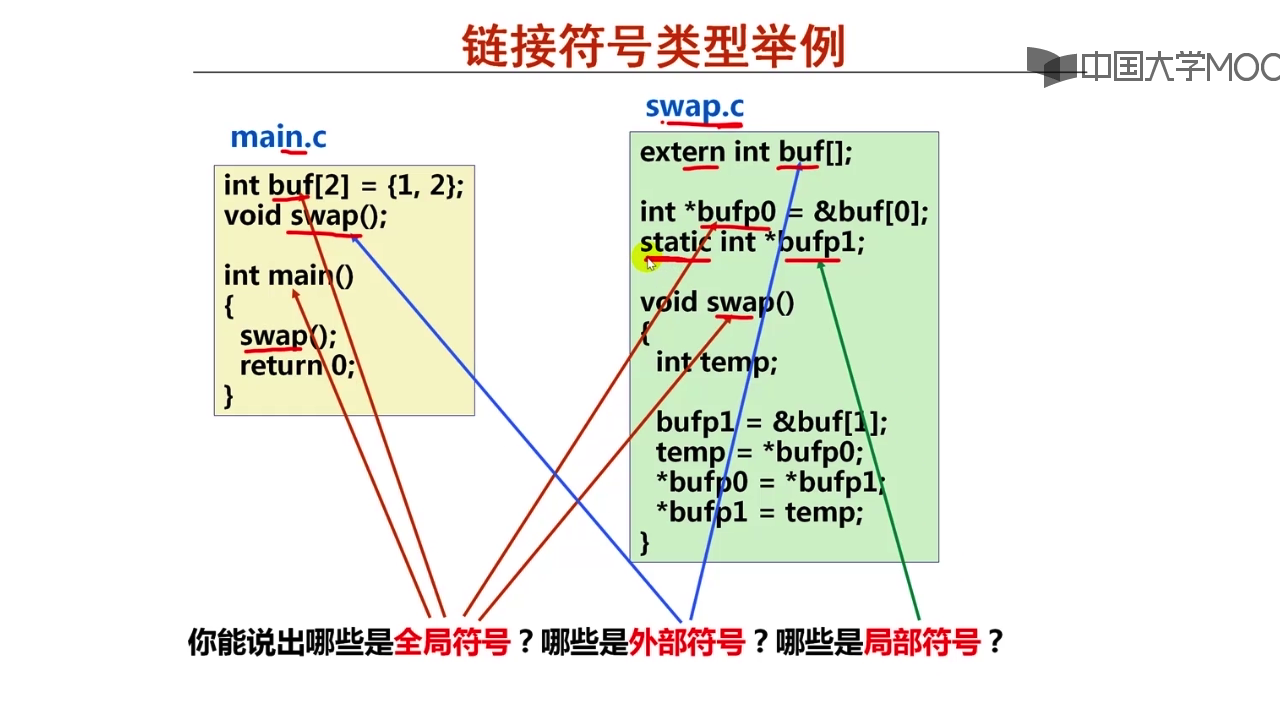 链接符号类型举例
中国大学MOO
main.c
int buf[2] = {1, 2};
void swap();
int main()
{
swap();
return 0;
}
swap.c
extern int buf[];
int *bufp0 = &buf[0];
static int *bufp1;
void swap()
{
int temp;
bufp1 = &buf[1];
temp = *bufp0;
*bufp0 = *bufp1;
*bufp1 = temp;
}
你能说出哪些是全局符号？哪些是外部符号？哪些是局部符号？